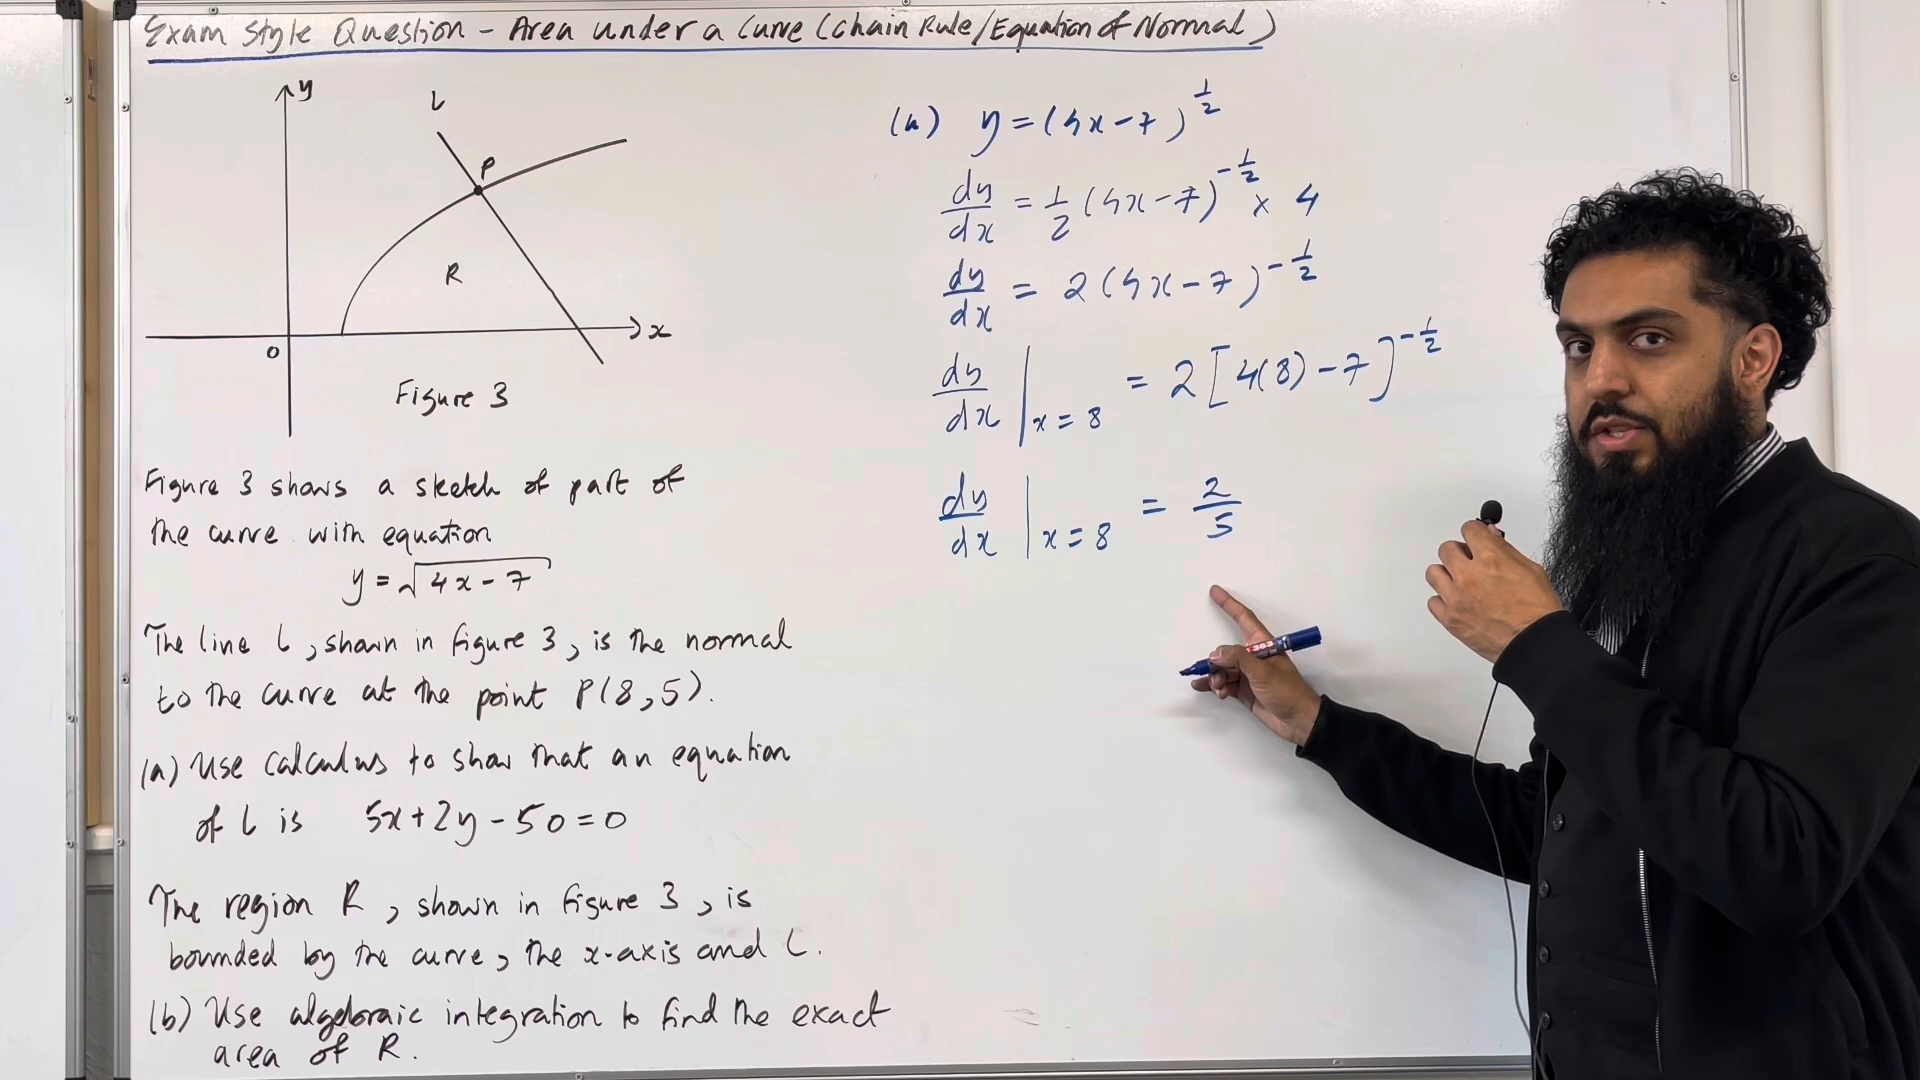 Exam Style Question - Area under a Curve (Chain Rule/Equation of Normal)
y
L
P
R
0
x
Figure 3
Figure 3 shows a sketch of part of
the curve with equation
y = √4x - 7
The line L, shown in figure 3, is the normal
to the curve at the point P(8,5).
(a) Use calculus to show that an equation
of L is 5x+2y-50=0
The region R, shown in figure 3, is
bounded by the curve, the x-axis and L.
(b) Use algebraic integration to find the exact
area of R.
(a) y = (4x-7)^1/2
dy/dx = 1/2 (4x-7)^-1/2 × 4
dy/dx = 2(4x-7)^-1/2
dy/dx | x=8 = 2[4(8)-7]^-1/2
dy/dx | x=8 = 2/5